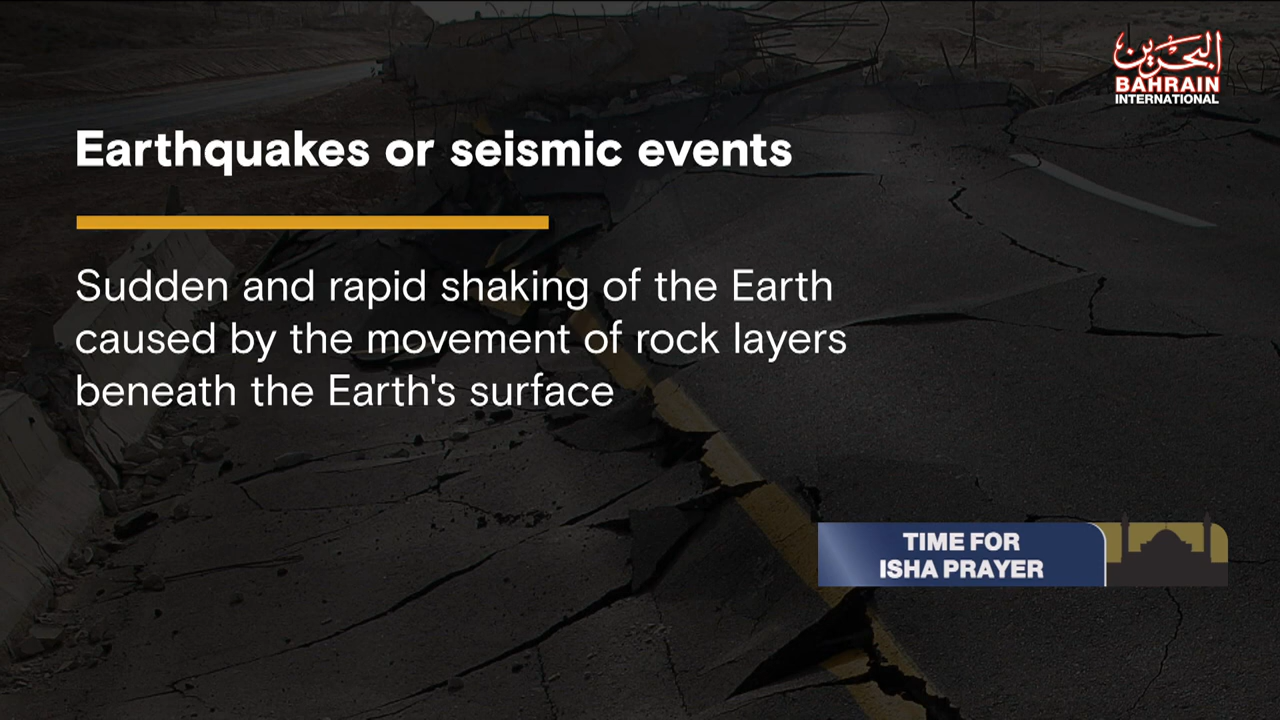 البحرين
BAHRAIN
INTERNATIONAL
Earthquakes or seismic events
Sudden and rapid shaking of the Earth
caused by the movement of rock layers
beneath the Earth's surface
TIME FOR
ISHA PRAYER